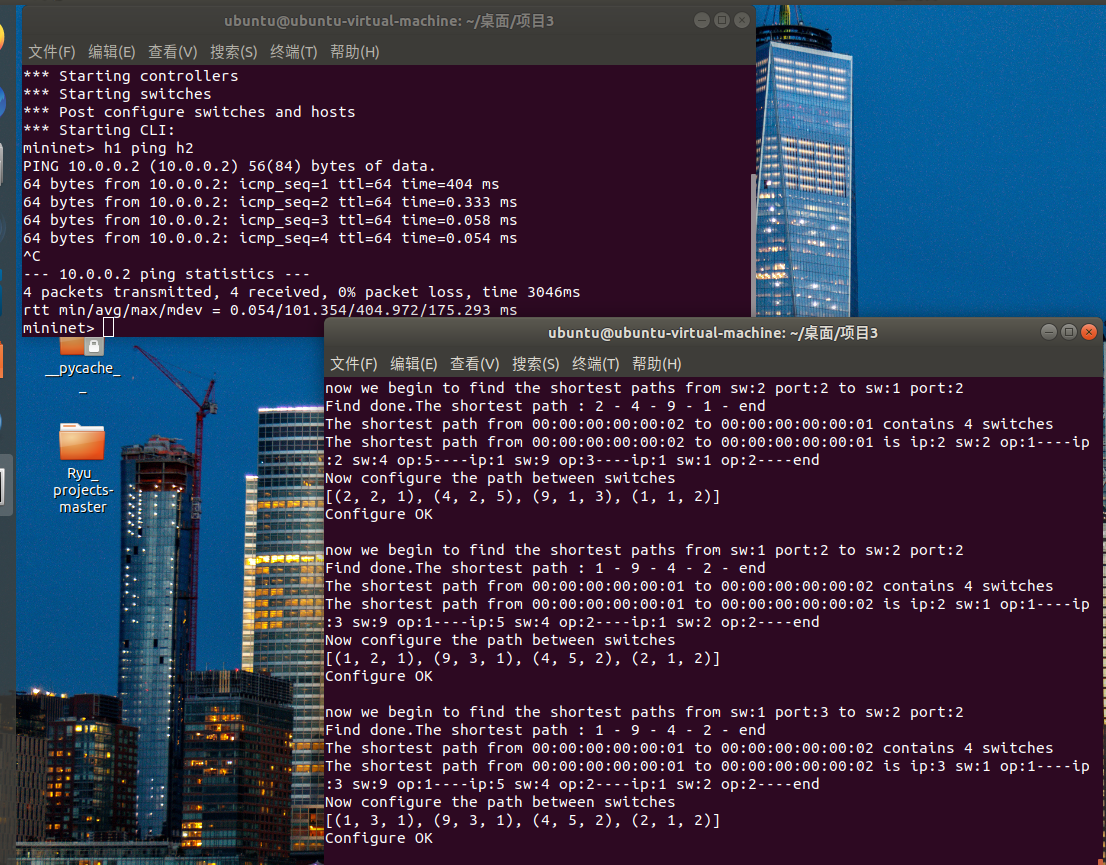 ubuntu@ubuntu-virtual-machine: ~/桌面/项目3
文件(F) 编辑(E) 查看(V) 搜索(S) 终端(T) 帮助(H)
*** Starting controllers
*** Starting switches
*** Post configure switches and hosts
*** Starting CLI:
mininet> h1 ping h2
PING 10.0.0.2 (10.0.0.2) 56(84) bytes of data.
64 bytes from 10.0.0.2: icmp_seq=1 ttl=64 time=404 ms
64 bytes from 10.0.0.2: icmp_seq=2 ttl=64 time=0.333 ms
64 bytes from 10.0.0.2: icmp_seq=3 ttl=64 time=0.058 ms
64 bytes from 10.0.0.2: icmp_seq=4 ttl=64 time=0.054 ms
^C
--- 10.0.0.2 ping statistics ---
4 packets transmitted, 4 received, 0% packet loss, time 3046ms
rtt min/avg/max/mdev = 0.054/101.354/404.972/175.293 ms
mininet>
__pycache_
_
Ryu_
projects-
master
ubuntu@ubuntu-virtual-machine: ~/桌面/项目3
文件(F) 编辑(E) 查看(V) 搜索(S) 终端(T) 帮助(H)
now we begin to find the shortest paths from sw:2 port:2 to sw:1 port:2
Find done.The shortest path : 2 - 4 - 9 - 1 - end
The shortest path from 00:00:00:00:00:02 to 00:00:00:00:00:01 contains 4 switches
The shortest path from 00:00:00:00:00:02 to 00:00:00:00:00:01 is ip:2 sw:2 op:1----ip
:2 sw:4 op:5----ip:1 sw:9 op:3----ip:1 sw:1 op:2----end
Now configure the path between switches
[(2, 2, 1), (4, 2, 5), (9, 1, 3), (1, 1, 2)]
Configure OK
now we begin to find the shortest paths from sw:1 port:2 to sw:2 port:2
Find done.The shortest path : 1 - 9 - 4 - 2 - end
The shortest path from 00:00:00:00:00:01 to 00:00:00:00:00:02 contains 4 switches
The shortest path from 00:00:00:00:00:01 to 00:00:00:00:00:02 is ip:2 sw:1 op:1----ip
:3 sw:9 op:1----ip:5 sw:4 op:2----ip:1 sw:2 op:2----end
Now configure the path between switches
[(1, 2, 1), (9, 3, 1), (4, 5, 2), (2, 1, 2)]
Configure OK
now we begin to find the shortest paths from sw:1 port:3 to sw:2 port:2
Find done.The shortest path : 1 - 9 - 4 - 2 - end
The shortest path from 00:00:00:00:00:01 to 00:00:00:00:00:02 contains 4 switches
The shortest path from 00:00:00:00:00:01 to 00:00:00:00:00:02 is ip:3 sw:1 op:1----ip
:3 sw:9 op:1----ip:5 sw:4 op:2----ip:1 sw:2 op:2----end
Now configure the path between switches
[(1, 3, 1), (9, 3, 1), (4, 5, 2), (2, 1, 2)]
Configure OK